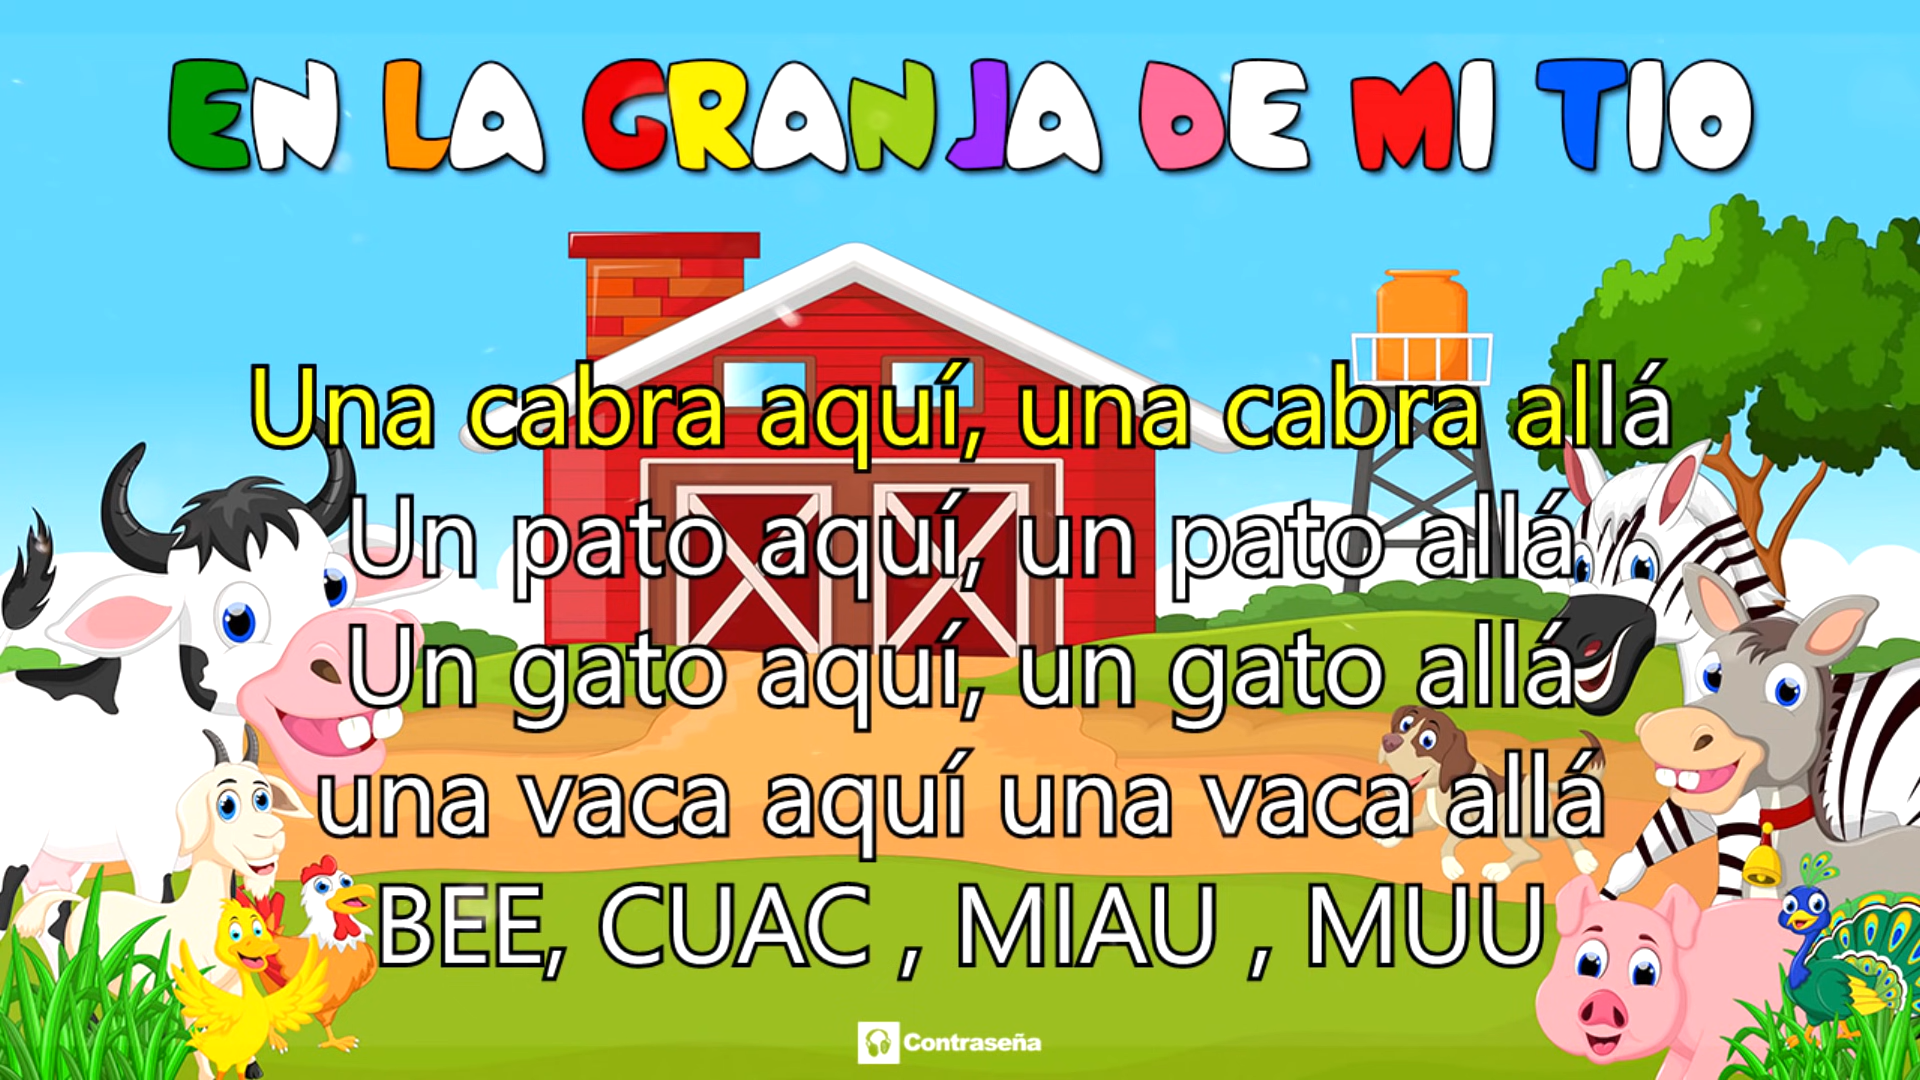 EN LA GRANJA DE MI TIO
Una cabra aquí, una cabra allá
Un pato aquí, un pato allá
Un gato aquí, un gato allá
una vaca aquí una vaca allá
BEE, CUAC , MIAU , MUU
Contraseña